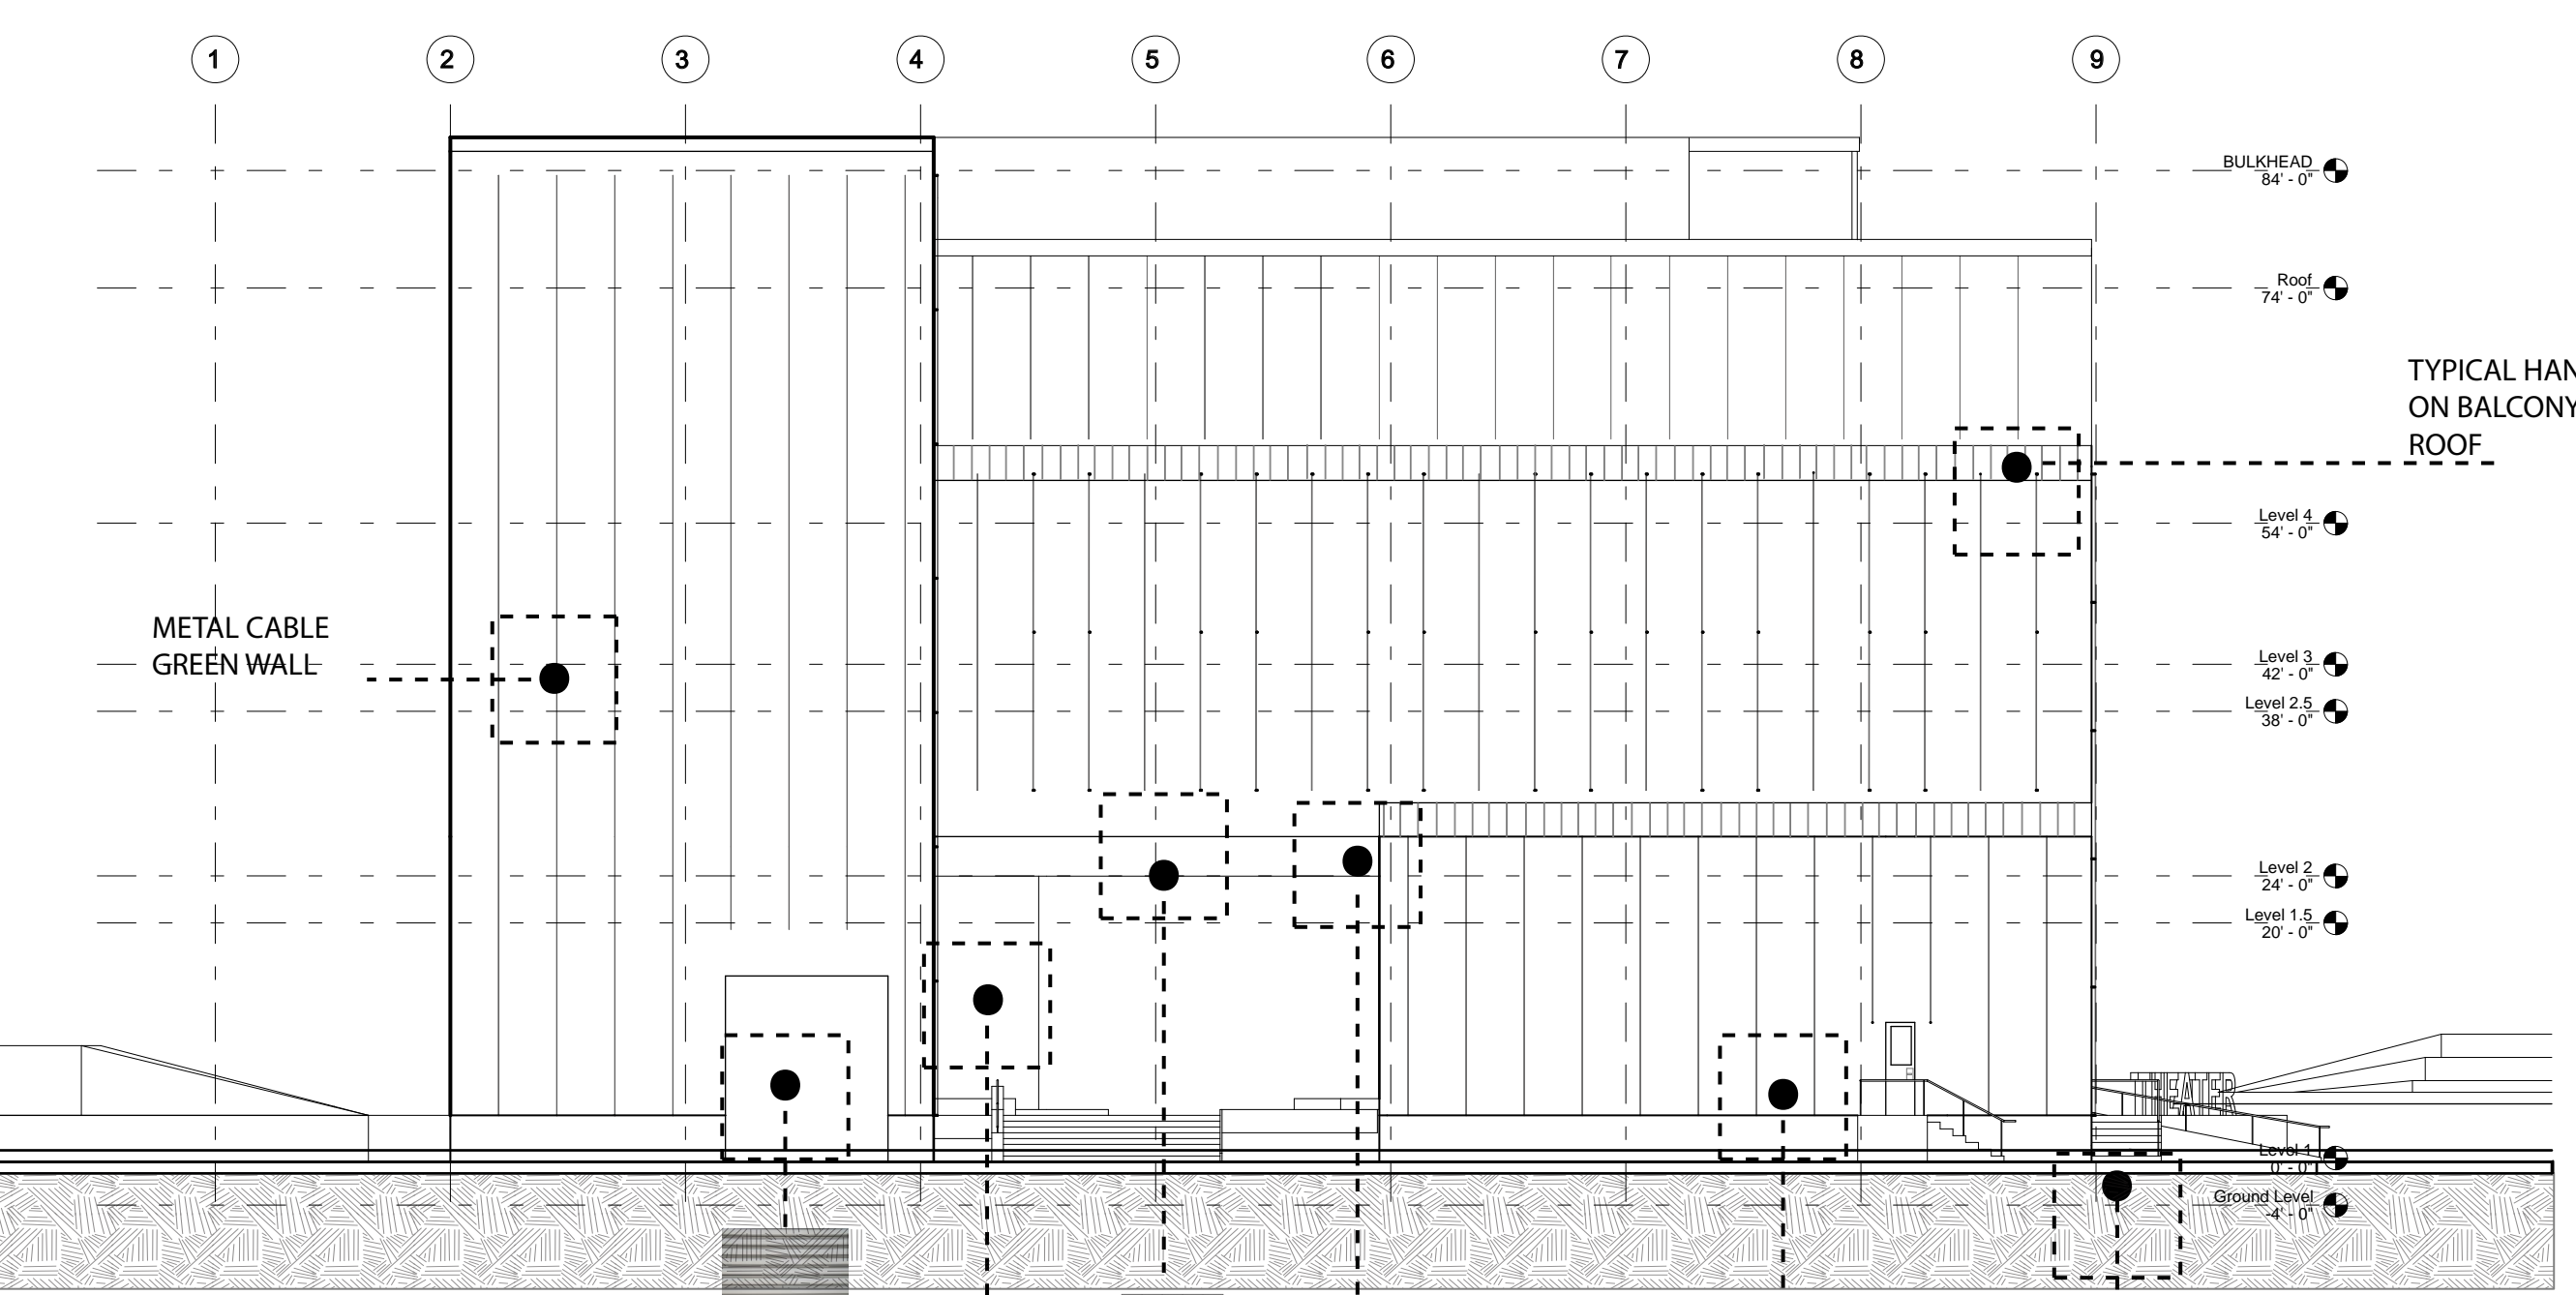 1 2 3 4 5 6 7 8 9
BULKHEAD
84' - 0"
Roof
74' - 0"
TYPICAL HAN
ON BALCONY
ROOF
Level 4
54' - 0"
METAL CABLE
GREEN WALL
Level 3
42' - 0"
Level 2.5
38' - 0"
Level 2
24' - 0"
Level 1.5
20' - 0"
Level 1
0' - 0"
Ground Level
-4' - 0"